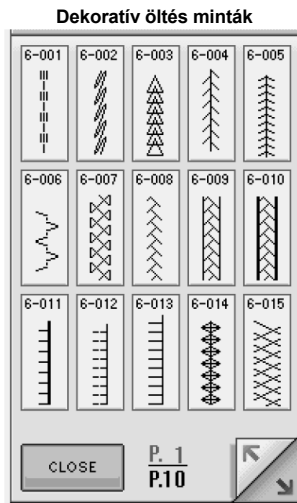 Dekoratív öltés minták
6-001 6-002 6-003 6-004 6-005
6-006 6-007 6-008 6-009 6-010
6-011 6-012 6-013 6-014 6-015
CLOSE
P. 1
P.10